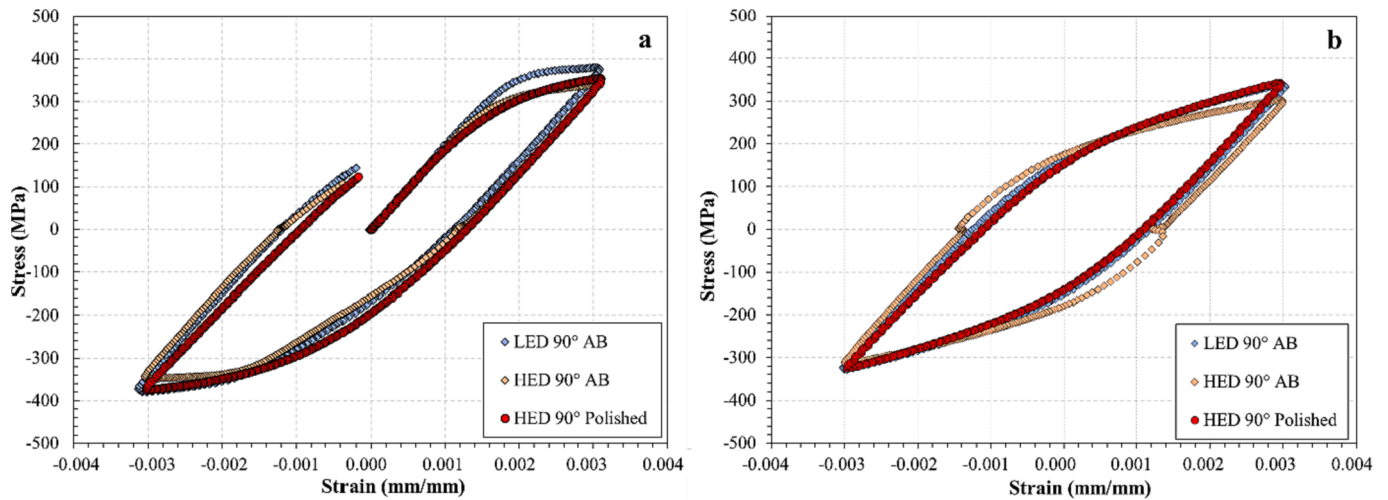 a
500
400
300
200
100
0
-100
-200
-300
-400
-500
Stress (MPa)
-0.004 -0.003 -0.002 -0.001 0.000 0.001 0.002 0.003 0.004
Strain (mm/mm)
LED 90° AB
HED 90° AB
HED 90° Polished
b
500
400
300
200
100
0
-100
-200
-300
-400
-500
Stress (MPa)
-0.004 -0.003 -0.002 -0.001 0.000 0.001 0.002 0.003 0.004
Strain (mm/mm)
LED 90° AB
HED 90° AB
HED 90° Polished